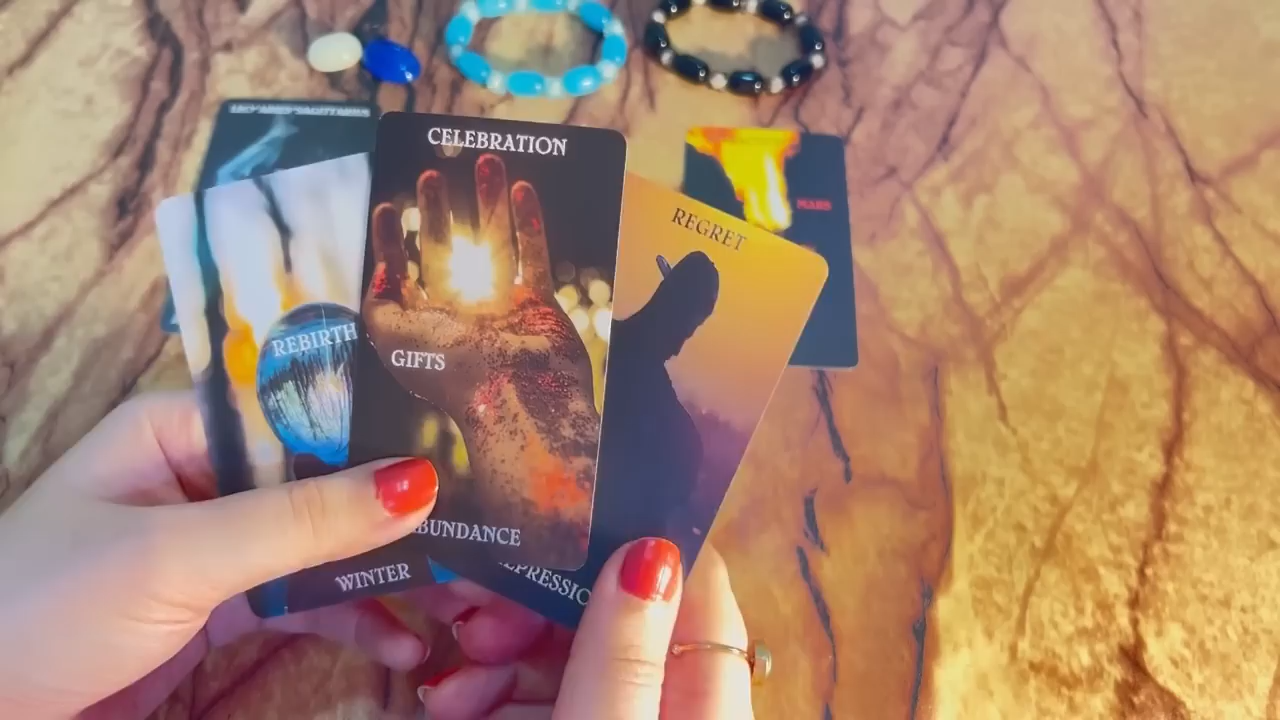 CELEBRATION
GIFTS
BUNDANCE
REBIRTH
WINTER
REGRET
EPRESSIO
MARS